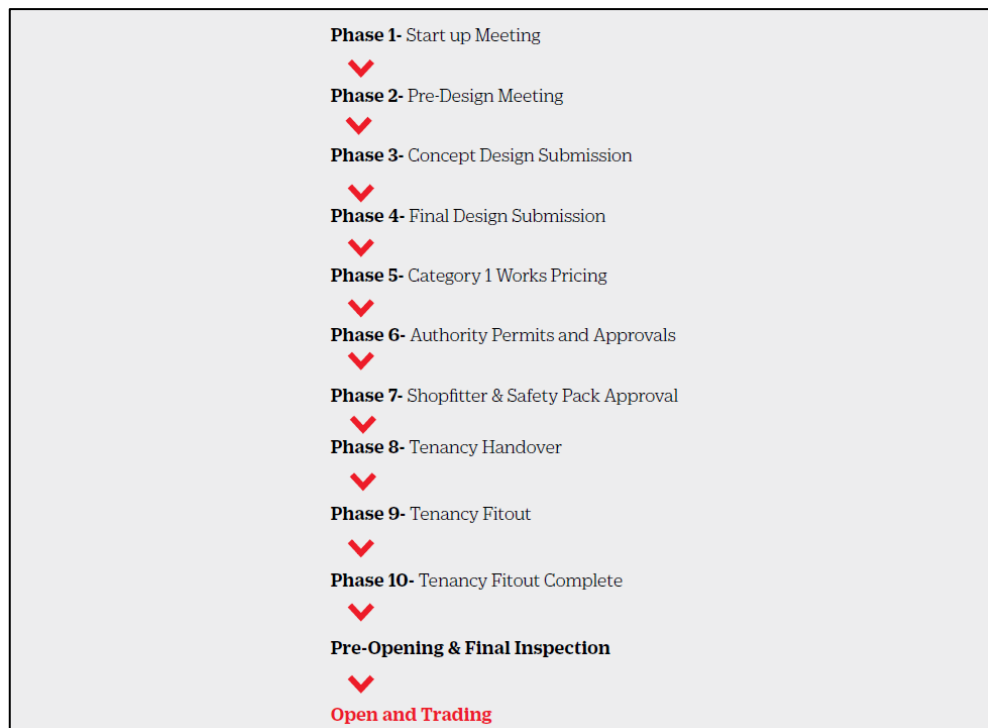 Phase 1- Start up Meeting
Phase 2- Pre-Design Meeting
Phase 3- Concept Design Submission
Phase 4- Final Design Submission
Phase 5- Category 1 Works Pricing
Phase 6- Authority Permits and Approvals
Phase 7- Shopfitter & Safety Pack Approval
Phase 8- Tenancy Handover
Phase 9- Tenancy Fitout
Phase 10- Tenancy Fitout Complete
Pre-Opening & Final Inspection
Open and Trading